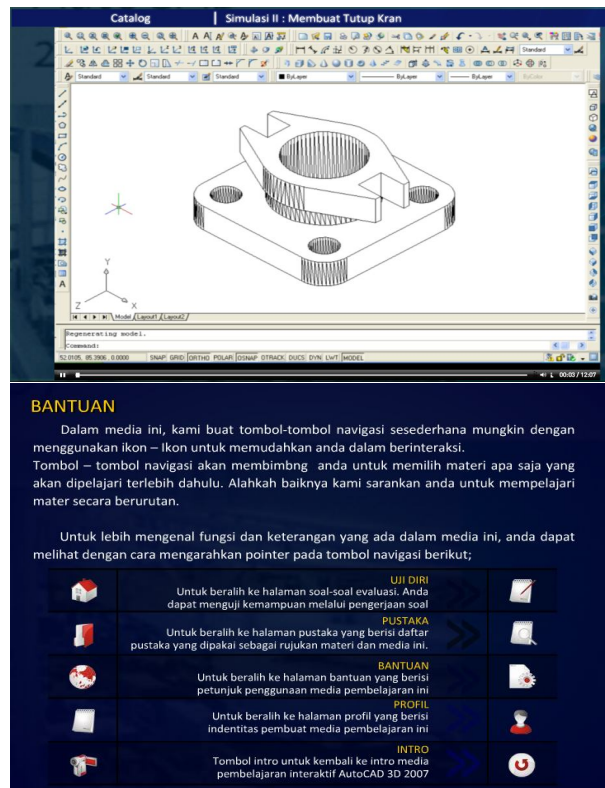 Catalog
Simulasi II : Membuat Tutup Kran
Standard
Standard
Standard
Standard
ByLayer
ByLayer
ByLayer
ByColor
Y
Z
X
Model
Layout1
Layout2
Regenerating model.
Command:
52.0105, 85.3906, 0.0000
SNAP GRID ORTHO POLAR OSNAP OTRACK DUCS DYN LWT MODEL
00:03 / 12:07
BANTUAN
Dalam media ini, kami buat tombol-tombol navigasi sesederhana mungkin dengan
menggunakan ikon – Ikon untuk memudahkan anda dalam berinteraksi.
Tombol – tombol navigasi akan membimbng anda untuk memilih materi apa saja yang
akan dipelajari terlebih dahulu. Alahkah baiknya kami sarankan anda untuk mempelajari
mater secara berurutan.
Untuk lebih mengenal fungsi dan keterangan yang ada dalam media ini, anda dapat
melihat dengan cara mengarahkan pointer pada tombol navigasi berikut;
UJI DIRI
Untuk beralih ke halaman soal-soal evaluasi. Anda
dapat menguji kemampuan melalui pengerjaan soal
PUSTAKA
Untuk beralih ke halaman pustaka yang berisi daftar
pustaka yang dipakai sebagai rujukan materi dan media ini.
BANTUAN
Untuk beralih ke halaman bantuan yang berisi
petunjuk penggunaan media pembelajaran ini
PROFIL
Untuk beralih ke halaman profil yang berisi
indentitas pembuat media pembelajaran ini
INTRO
Tombol intro untuk kembali ke intro media
pembelajaran interaktif AutoCAD 3D 2007